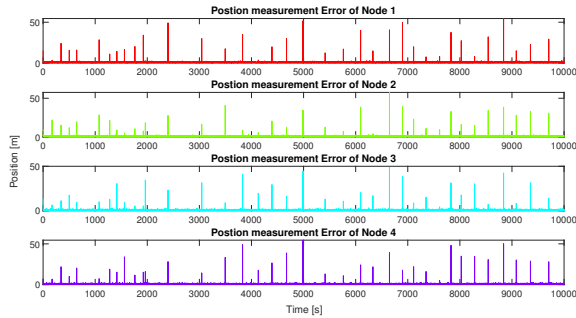 Postion measurement Error of Node 1
50
0
0 1000 2000 3000 4000 5000 6000 7000 8000 9000 10000
Postion measurement Error of Node 2
50
0
0 1000 2000 3000 4000 5000 6000 7000 8000 9000 10000
Position [m]
Postion measurement Error of Node 3
50
0
0 1000 2000 3000 4000 5000 6000 7000 8000 9000 10000
Postion measurement Error of Node 4
50
0
0 1000 2000 3000 4000 5000 6000 7000 8000 9000 10000
Time [s]